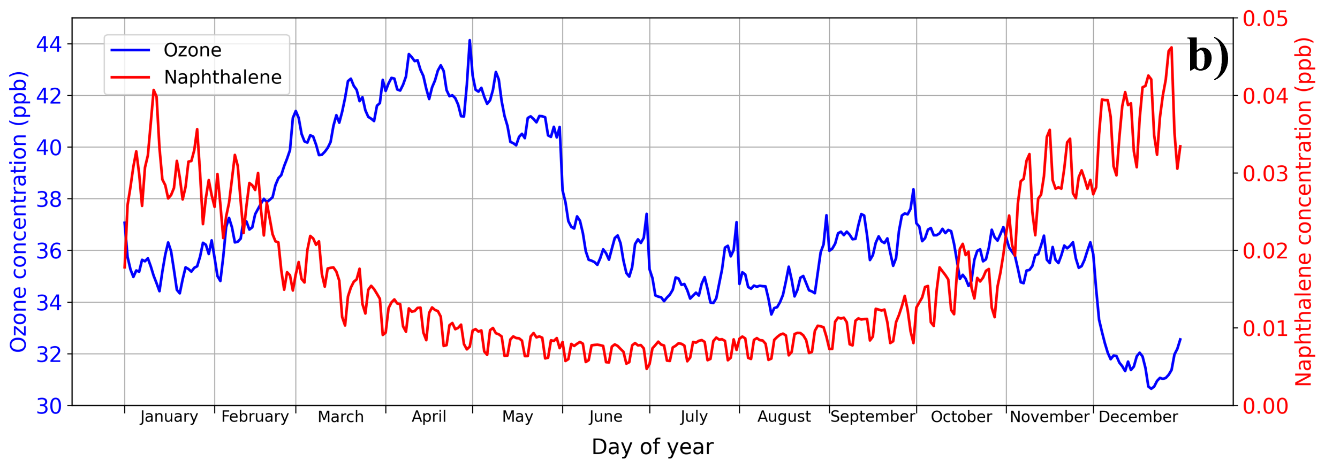 b)
Ozone
Naphthalene
Ozone concentration (ppb)
44
42
40
38
36
34
32
30
Naphthalene concentration (ppb)
0.05
0.04
0.03
0.02
0.01
0.00
January February March April May June July August September October November December
Day of year